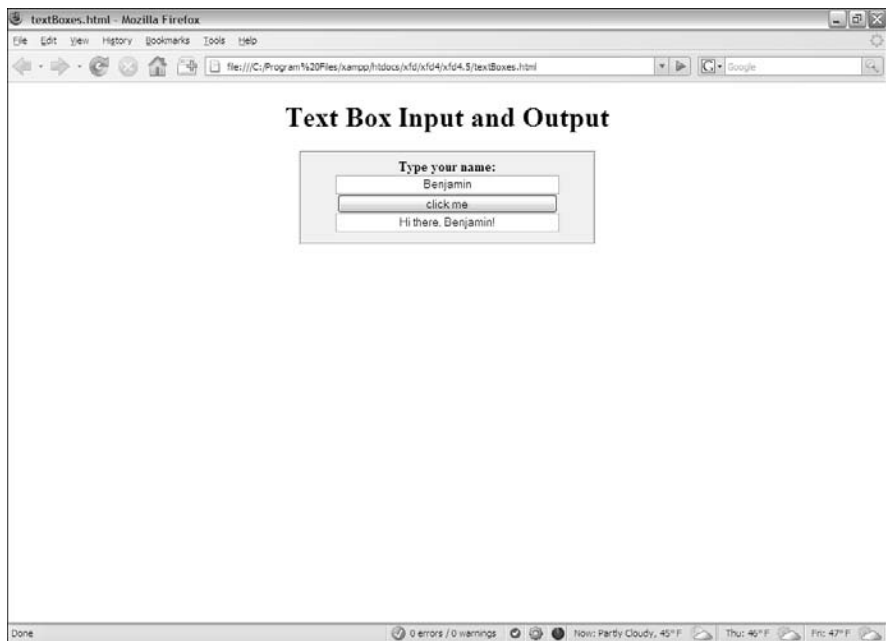 textBoxes.html - Mozilla Firefox
File Edit View History Bookmarks Tools Help
file:///C:/Program%20Files/xampp/htdocs/xfd/xfd4/xfd4.5/textBoxes.html G Google
Text Box Input and Output
Type your name:
Benjamin
click me
Hi there, Benjamin!
Done 0 errors / 0 warnings Now: Partly Cloudy, 45° F Thu: 46° F Fri: 47° F